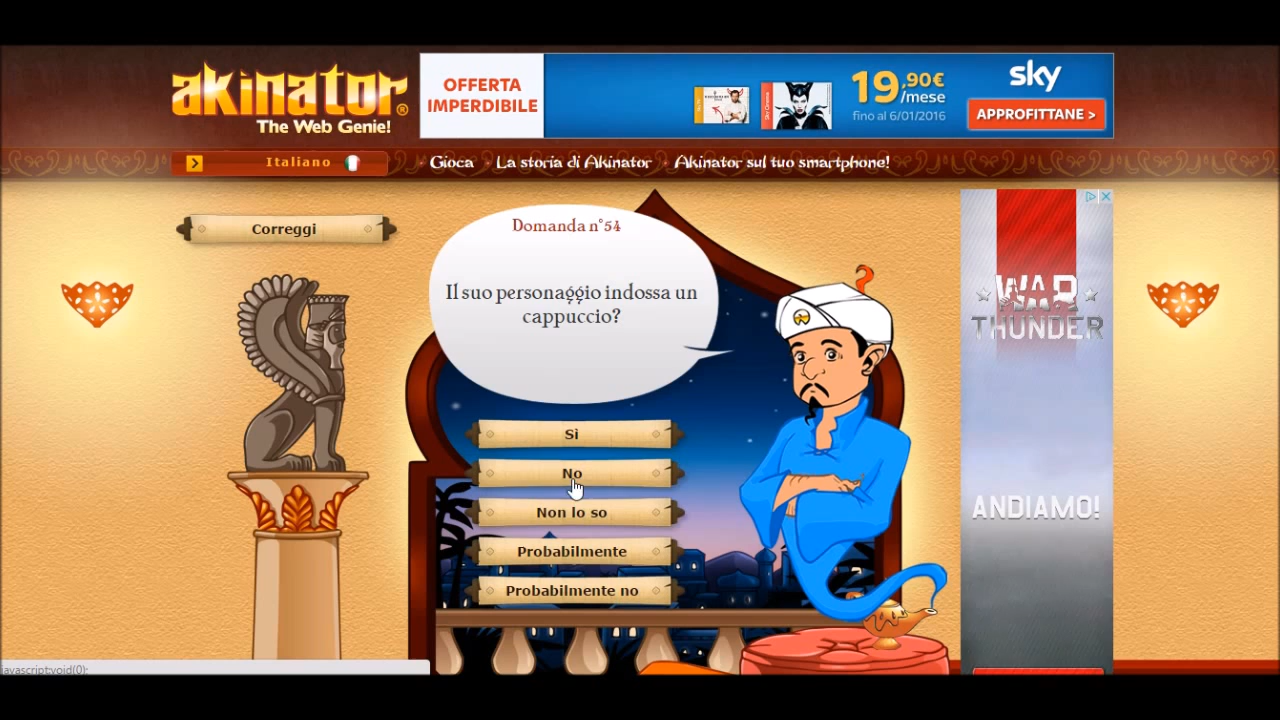 akinator®
The Web Genie!
OFFERTA
IMPERDIBILE
19,90€
/mese
fino al 6/01/2016
sky
APPROFITTANE >
Italiano
Gioca · La storia di Akinator · Akinator sul tuo smartphone!
Correggi
Domanda n°54
Il suo personaggio indossa un
cappuccio?
Sì
No
Non lo so
Probabilmente
Probabilmente no
WAR
THUNDER
ANDIAMO!
javascript:void(0);